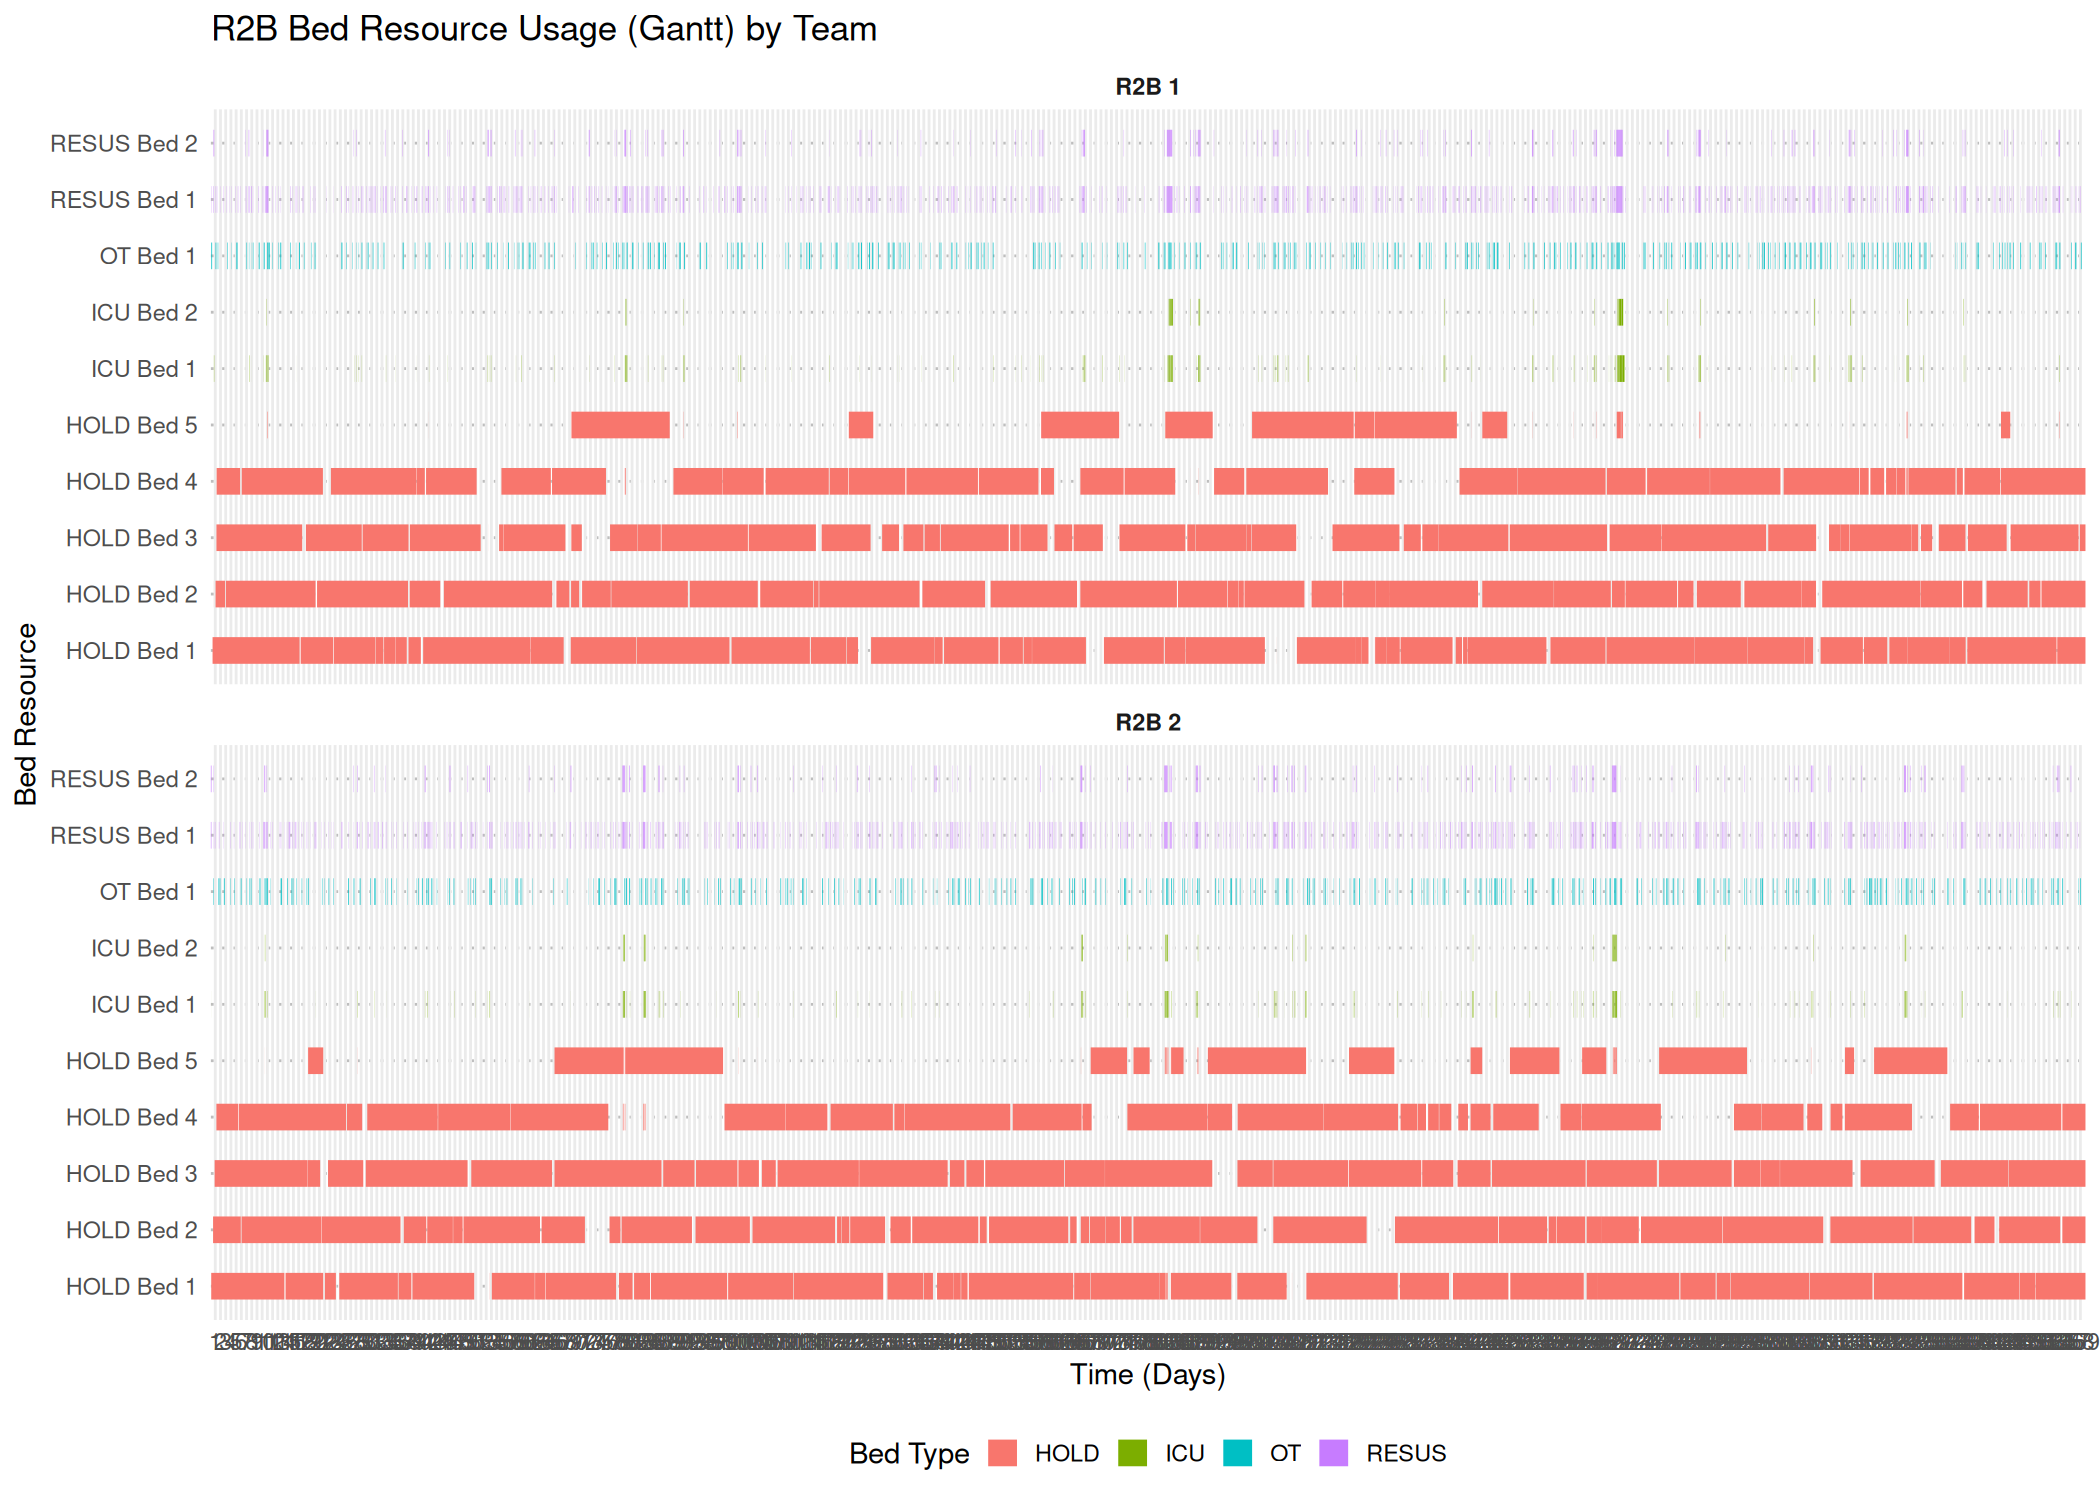 R2B Bed Resource Usage (Gantt) by Team
R2B 1
RESUS Bed 2
RESUS Bed 1
OT Bed 1
ICU Bed 2
ICU Bed 1
HOLD Bed 5
HOLD Bed 4
HOLD Bed 3
HOLD Bed 2
HOLD Bed 1
Bed Resource
R2B 2
RESUS Bed 2
RESUS Bed 1
OT Bed 1
ICU Bed 2
ICU Bed 1
HOLD Bed 5
HOLD Bed 4
HOLD Bed 3
HOLD Bed 2
HOLD Bed 1
Time (Days)
Bed Type HOLD ICU OT RESUS